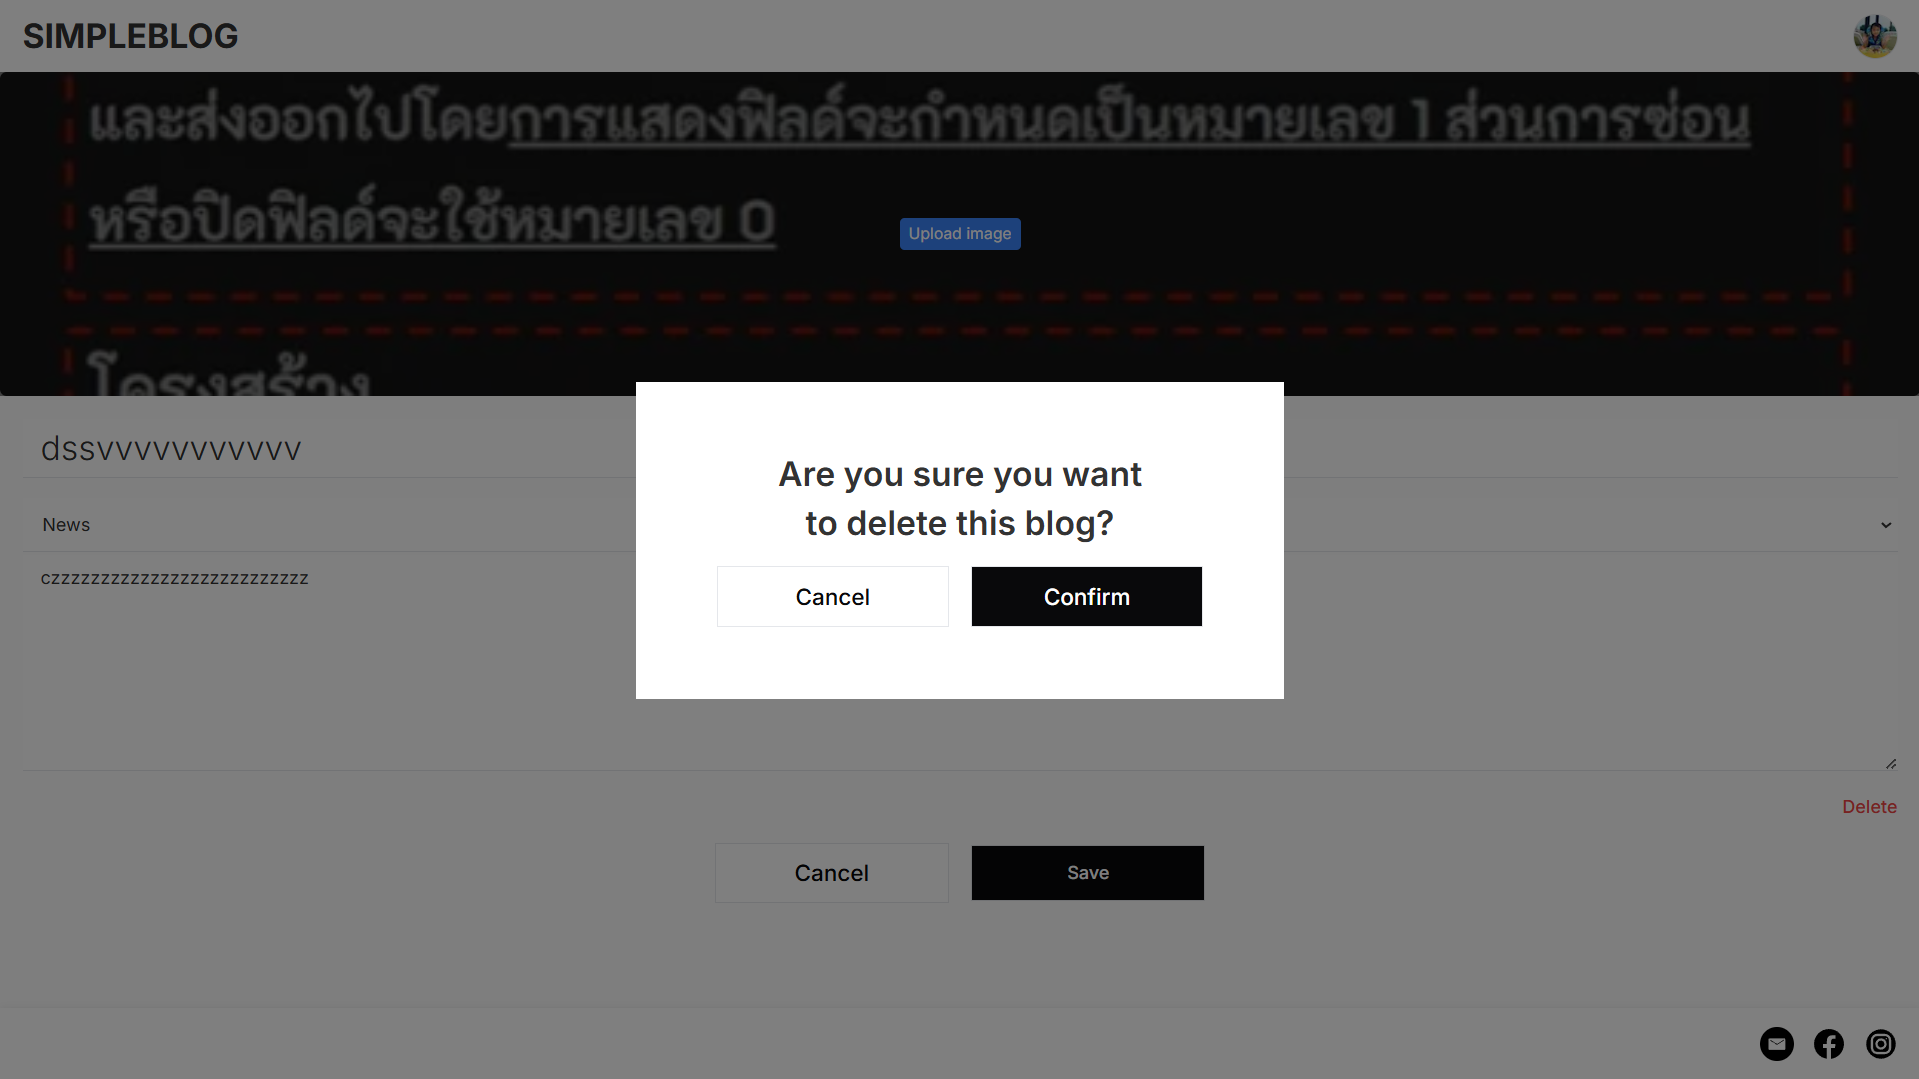 SIMPLEBLOG
และส่งออกไปโดยการแสดงฟิลด์จะกำหนดเป็นหมายเลข 1 ส่วนการซ่อน
หรือปิดฟิลด์จะใช้หมายเลข 0
Upload image
โครงสร้าง
dssvvvvvvvvvvv
Are you sure you want
to delete this blog?
News
czzzzzzzzzzzzzzzzzzzzzzzzzz
Cancel
Confirm
Delete
Cancel
Save